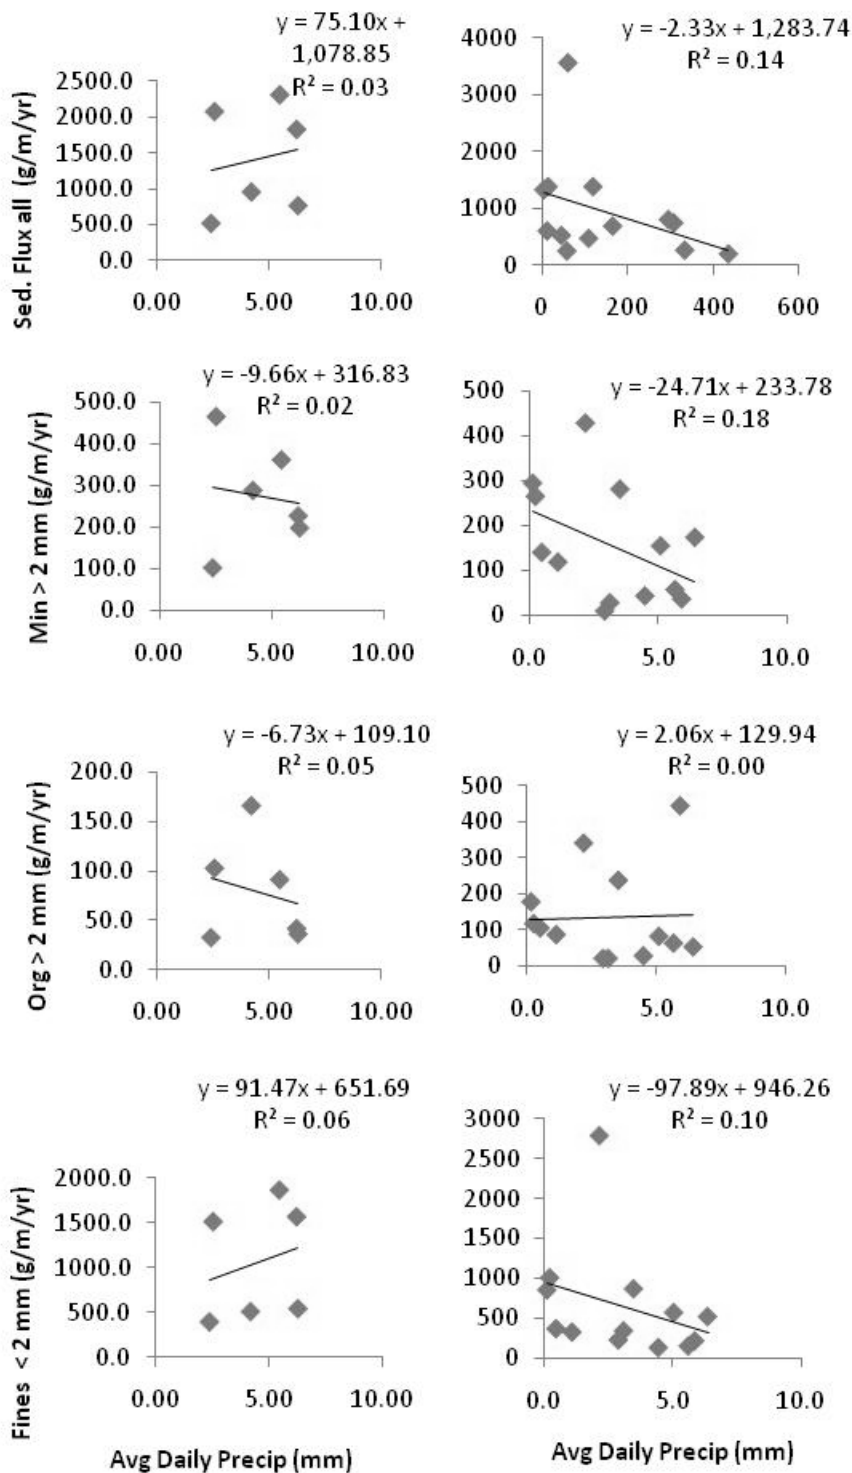 y = 75.10x +
1,078.85
R² = 0.03
Sed. Flux all (g/m/yr)
2500.0
2000.0
1500.0
1000.0
500.0
0.0
0.00 5.00 10.00
y = -2.33x + 1,283.74
R² = 0.14
4000
3000
2000
1000
0
0 200 400 600
y = -9.66x + 316.83
R² = 0.02
Min > 2 mm (g/m/yr)
500.0
400.0
300.0
200.0
100.0
0.0
0.00 5.00 10.00
y = -24.71x + 233.78
R² = 0.18
500
400
300
200
100
0
0.0 5.0 10.0
y = -6.73x + 109.10
R² = 0.05
Org > 2 mm (g/m/yr)
200.0
150.0
100.0
50.0
0.0
0.00 5.00 10.00
y = 2.06x + 129.94
R² = 0.00
500
400
300
200
100
0
0.0 5.0 10.0
y = 91.47x + 651.69
R² = 0.06
Fines < 2 mm (g/m/yr)
2000.0
1500.0
1000.0
500.0
0.0
0.00 5.00 10.00
Avg Daily Precip (mm)
y = -97.89x + 946.26
R² = 0.10
3000
2500
2000
1500
1000
500
0
0.0 5.0 10.0
Avg Daily Precip (mm)